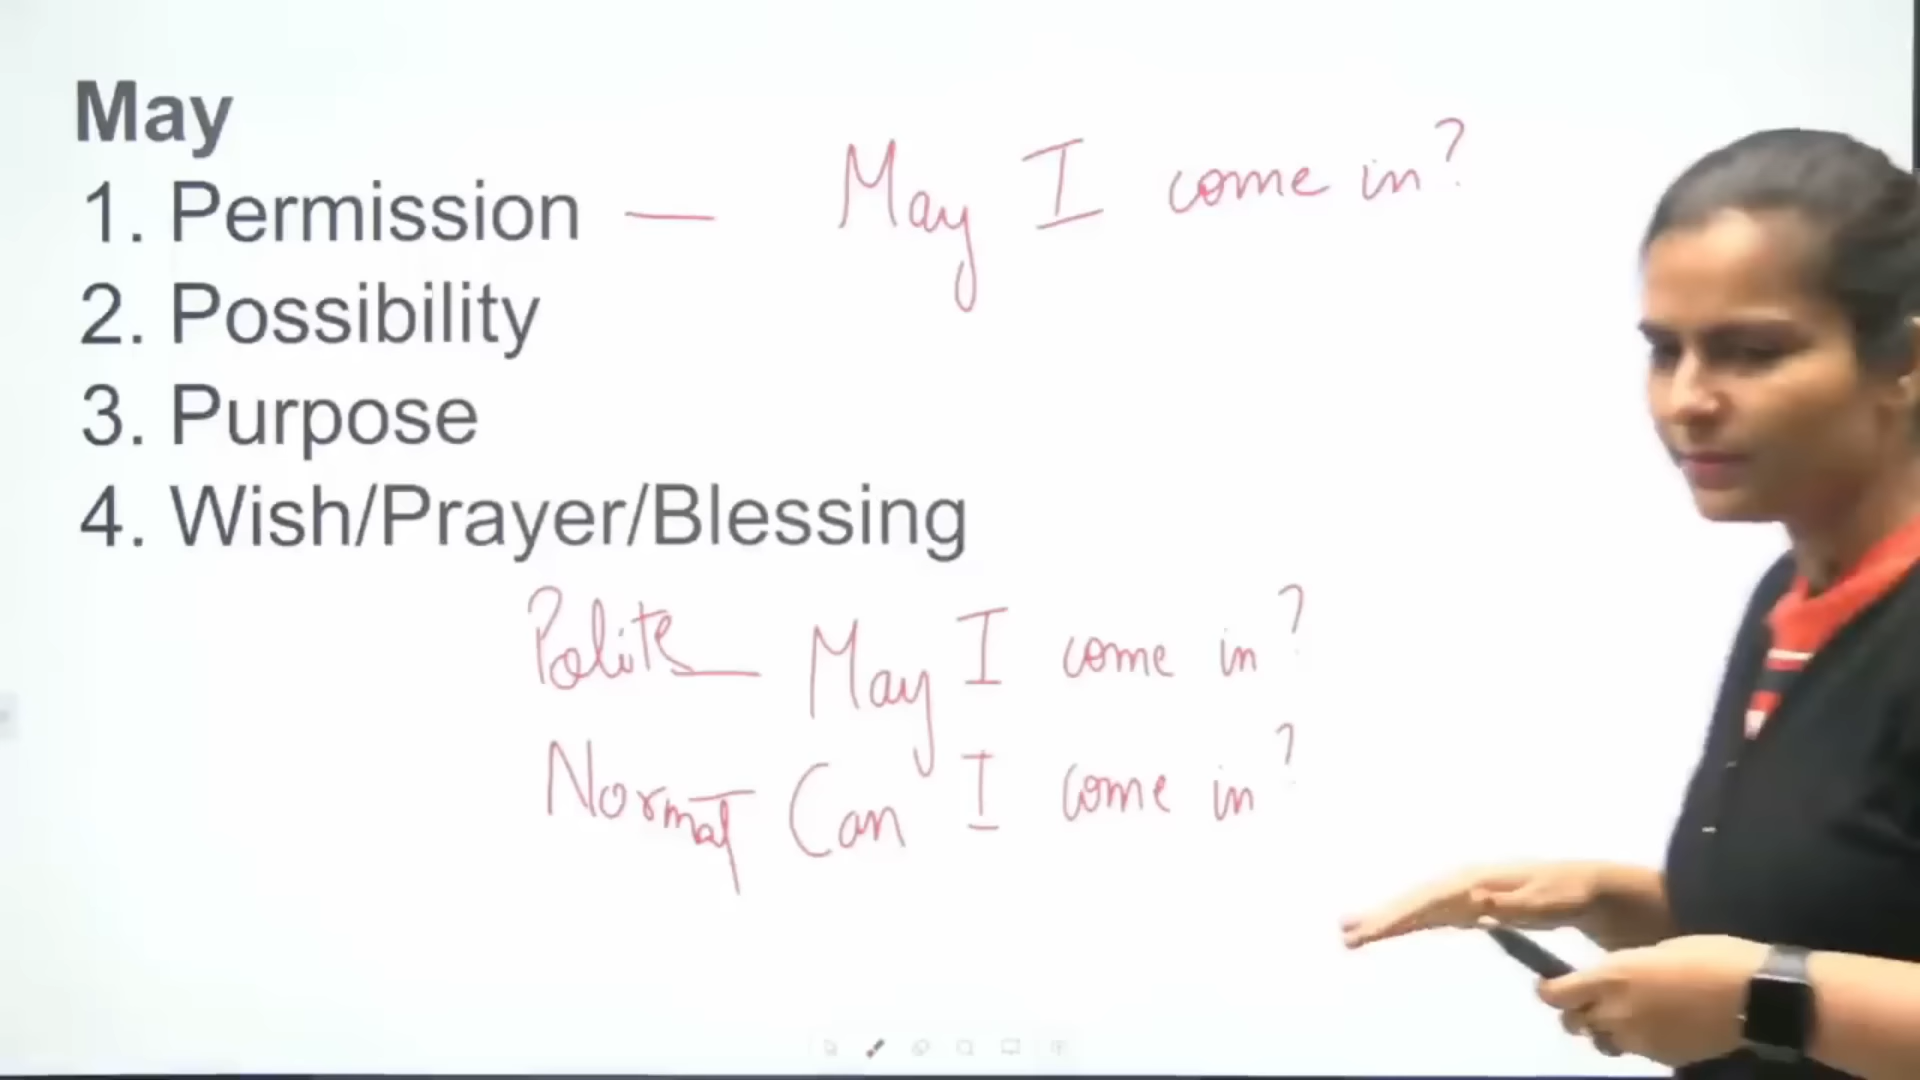 May
1. Permission — May I come in?
2. Possibility
3. Purpose
4. Wish/Prayer/Blessing
Polite — May I come in?
Normal Can I come in?